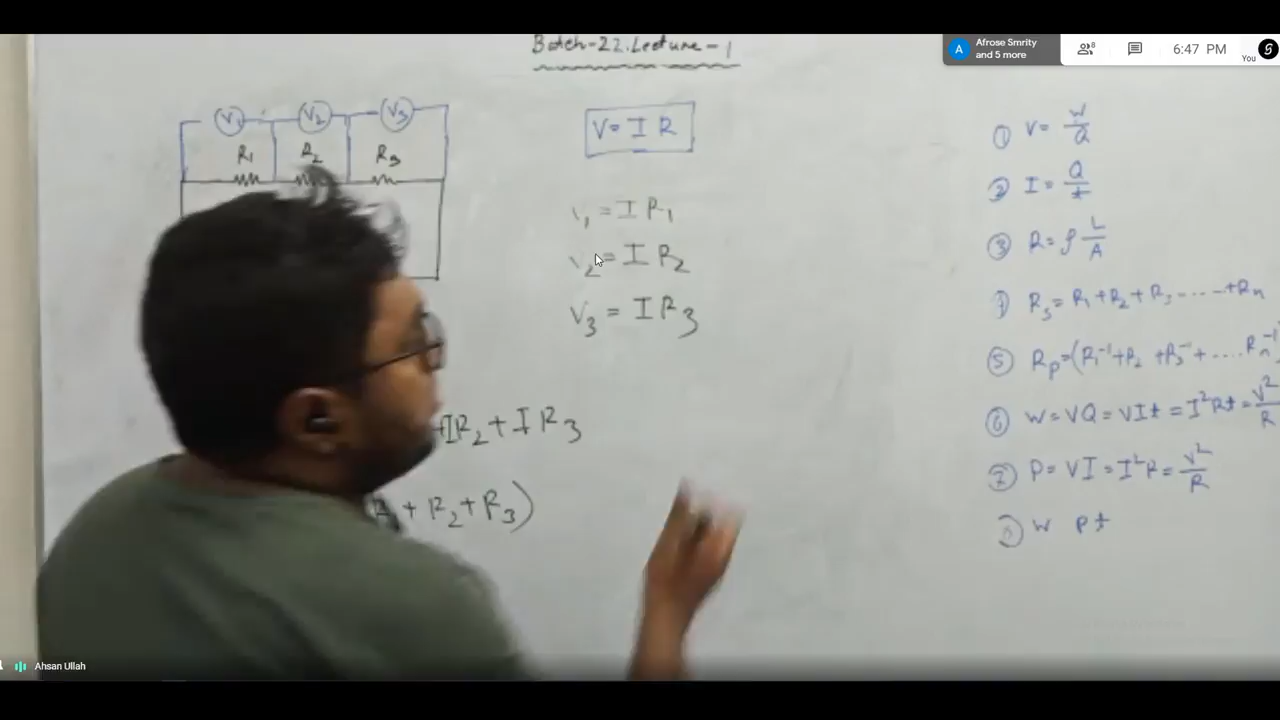 Batch-22.Lecture-1
Afrose Smrity
and 5 more
8
6:47 PM
You
A
V1 V2 V3
R1 R2 R3
V = I R
V1 = I R1
V2 = I R2
V3 = I R3
+IR2 + I R3
R1 + R2 + R3)
① V = W/Q
② I = Q/t
③ R = ρ L/A
④ Rs = R1 + R2 + R3 ------ +Rn
⑤ Rp = (R1⁻¹ + R2 + R3⁻¹ + .... Rn⁻¹
⑥ W = VQ = VIt = I²Rt = V²/R
⑦ P = VI = I²R = V²/R
W Pt
Ahsan Ullah